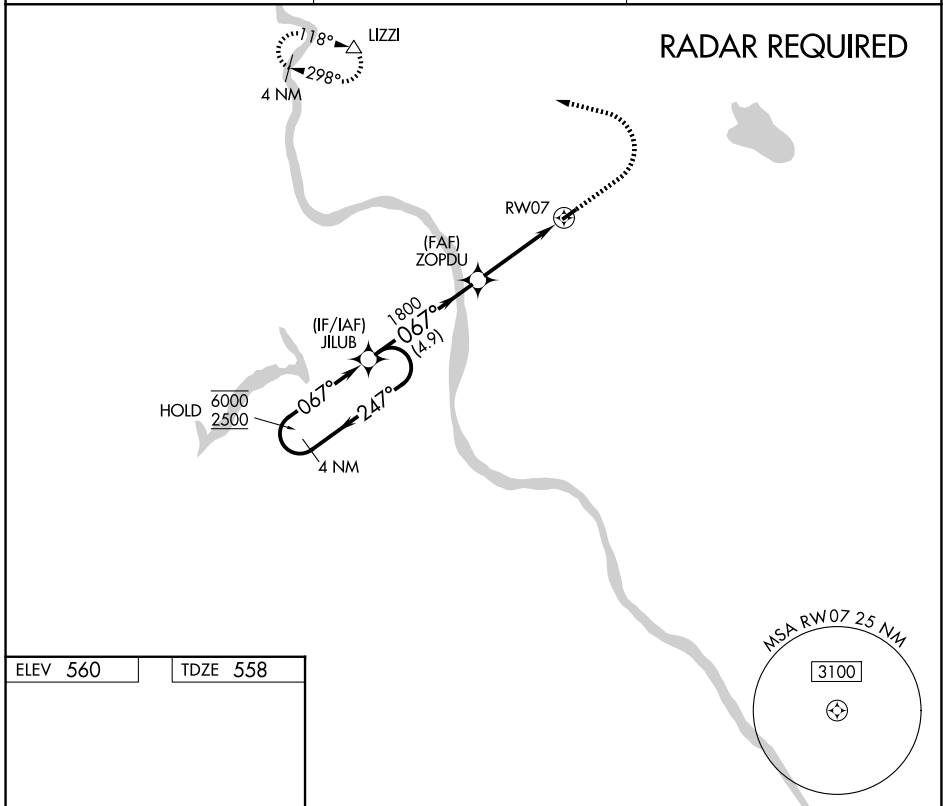 RADAR REQUIRED
LIZZI
118°
298°
4 NM
RW07
(FAF)
ZOPDU
1800
067°
(4.9)
(IF/IAF)
JILUB
067°
247°
HOLD 6000
2500
4 NM
MSA RW07 25 NM
3100
ELEV 560 TDZE 558